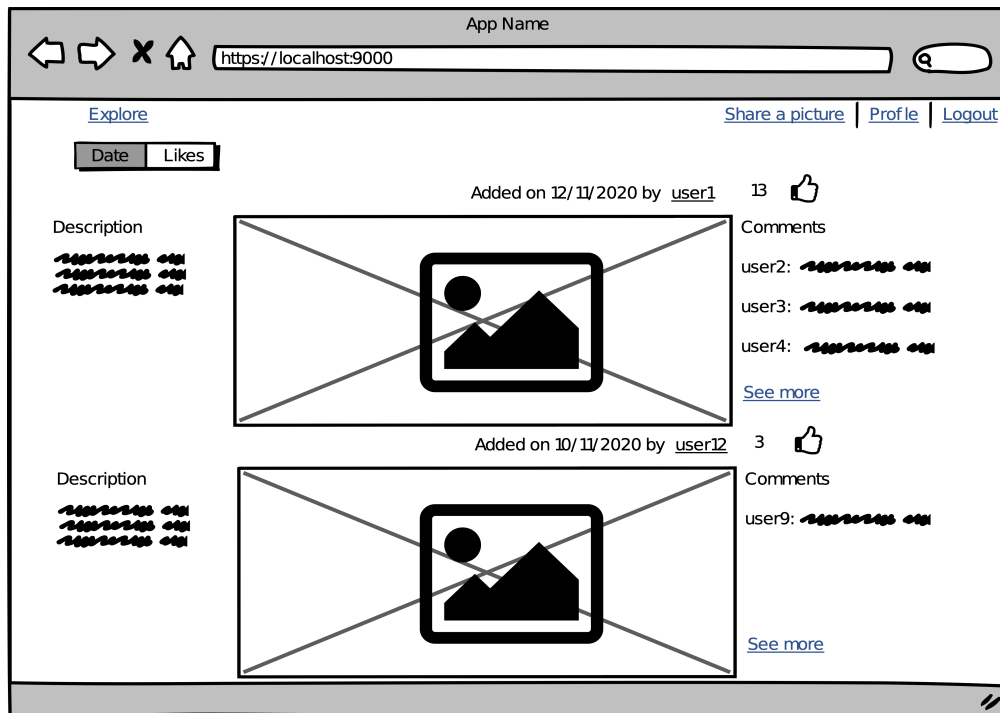 App Name
https://localhost:9000
Explore
Share a picture
Profile
Logout
Date
Likes
Added on 12/11/2020 by user1
13
Description
Comments
user2:
user3:
user4:
See more
Added on 10/11/2020 by user12
3
Description
Comments
user9:
See more